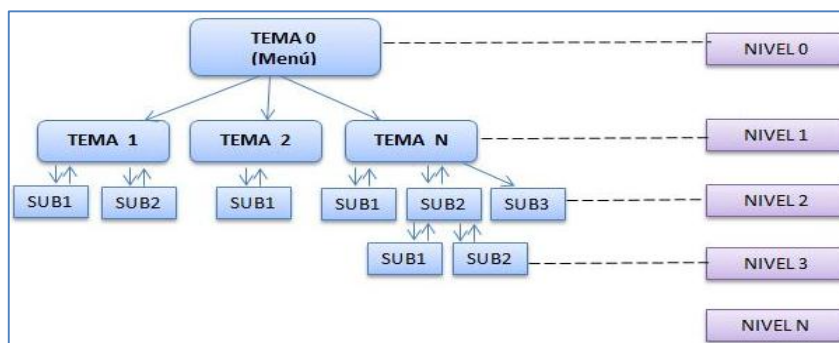 TEMA 0
(Menú)
NIVEL 0
TEMA 1
TEMA 2
TEMA N
NIVEL 1
SUB1
SUB2
SUB1
SUB1
SUB2
SUB3
NIVEL 2
SUB1
SUB2
NIVEL 3
NIVEL N